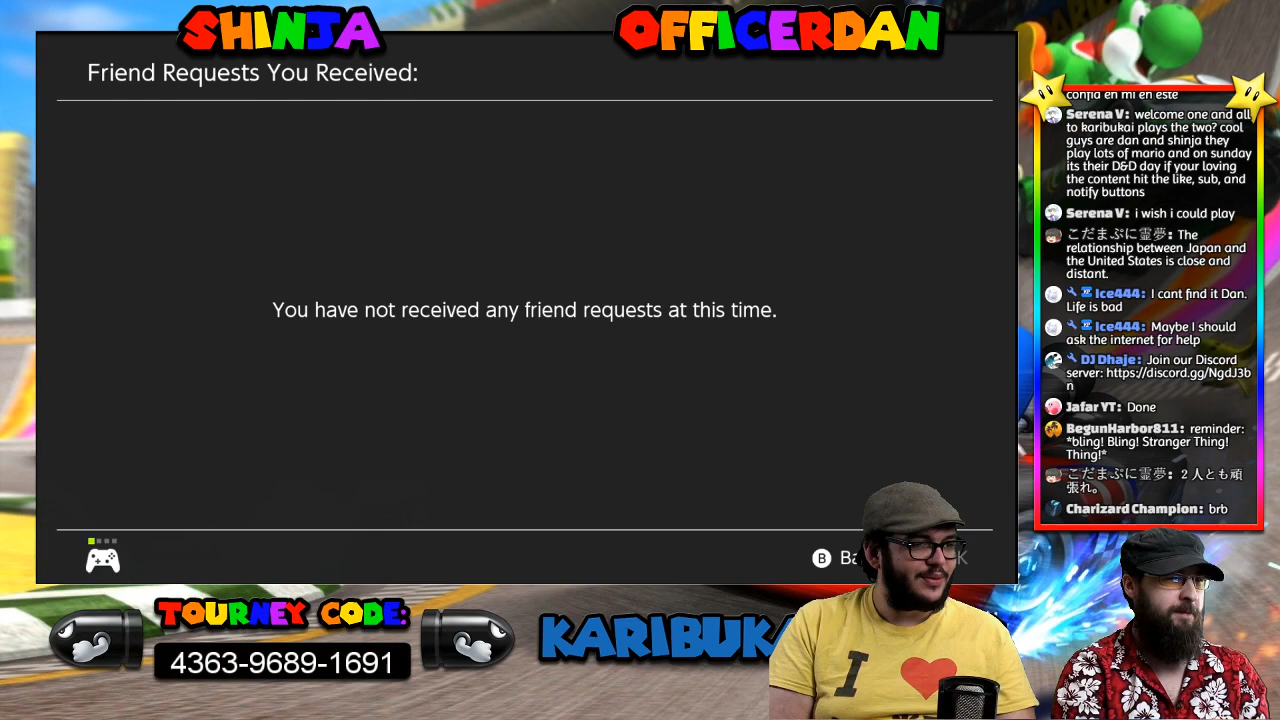 SHINJA
OFFICERDAN
Friend Requests You Received:
You have not received any friend requests at this time.
B
confía en mi en este
Serena V: welcome one and all
to karibukai plays the two? cool
guys are dan and shinja they
play lots of mario and on sunday
its their D&D day if your loving
the content hit the like, sub, and
notify buttons
Serena V: i wish i could play
こだまぷに霊夢: The
relationship between Japan and
the United States is close and
distant.
Ice444: I cant find it Dan.
Life is bad
Ice444: Maybe I should
ask the internet for help
DJ Dhaje: Join our Discord
server: https://discord.gg/NgdJ3b
n
Jafar YT: Done
BegunHarbor811: reminder:
*bling! Bling! Stranger Thing!
Thing!*
こだまぷに霊夢: 2人とも頑
張れ。
Charizard Champion: brb
TOURNEY CODE:
4363-9689-1691
KARIBUKA
I